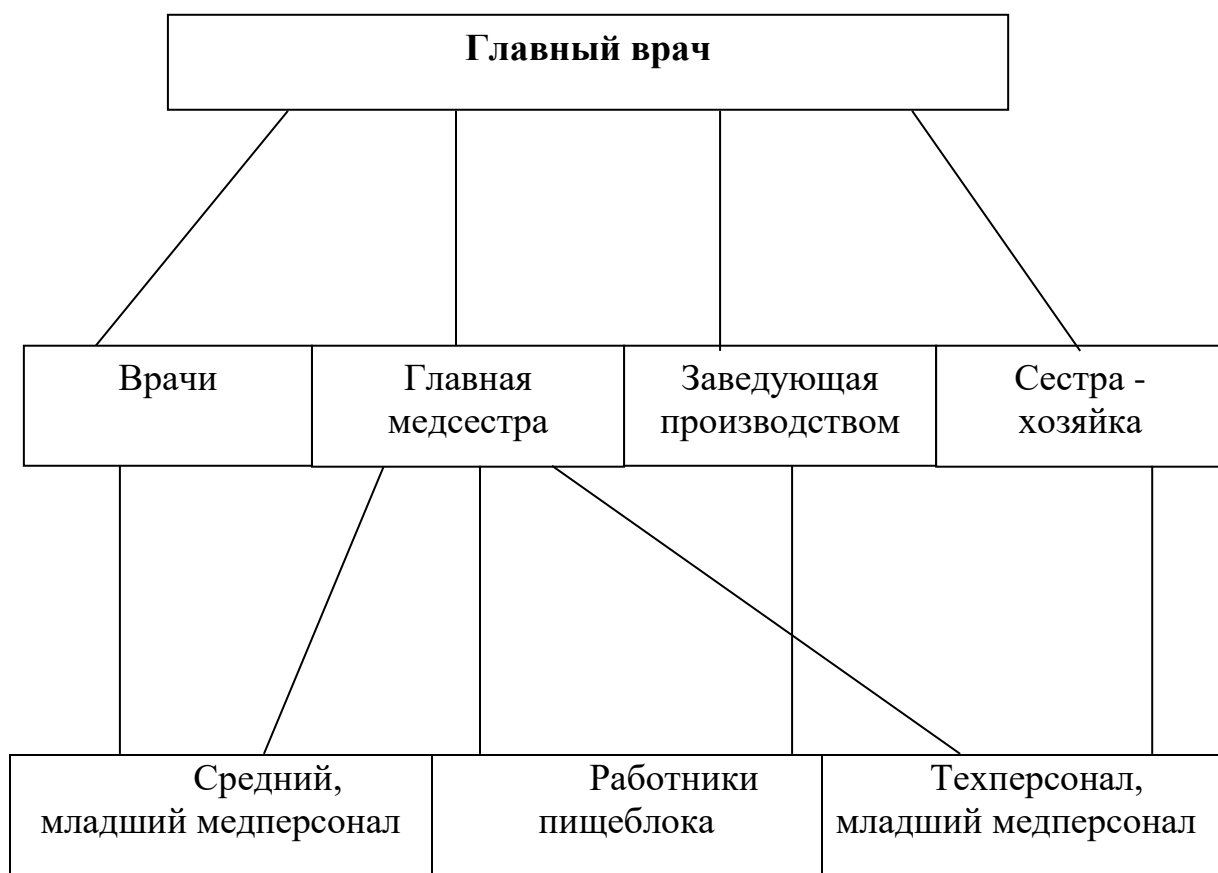 Главный врач
Врачи
Главная
медсестра
Заведующая
производством
Сестра -
хозяйка
Средний,
младший медперсонал
Работники
пищеблока
Техперсонал,
младший медперсонал